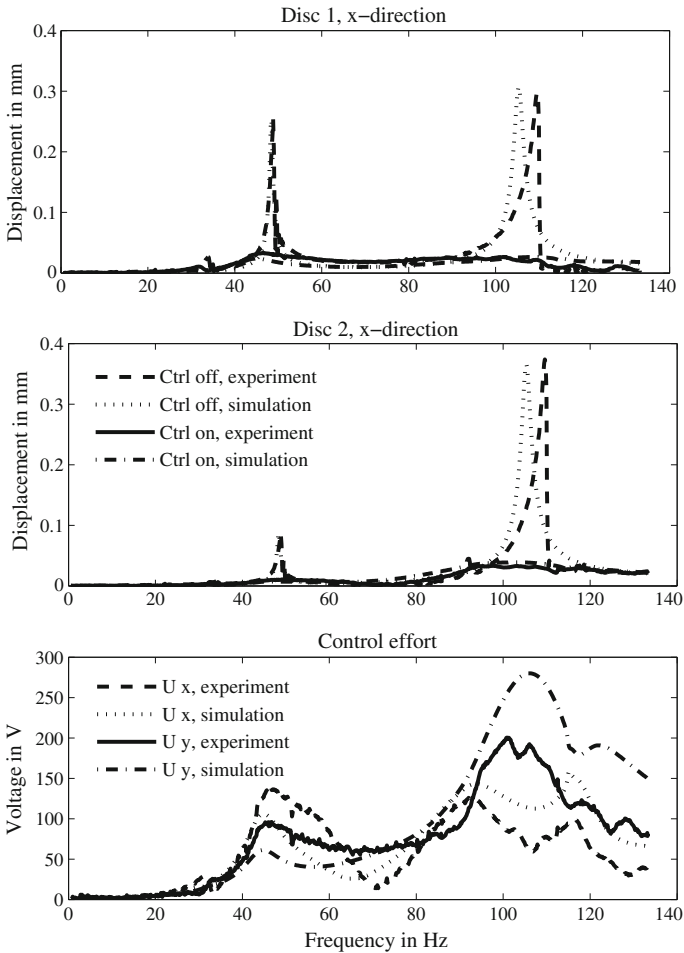 Disc 1, x−direction
0.4
0.3
0.2
0.1
0
Displacement in mm
0 20 40 60 80 100 120 140
Disc 2, x−direction
0.4
0.3
0.2
0.1
0
Displacement in mm
Ctrl off, experiment
Ctrl off, simulation
Ctrl on, experiment
Ctrl on, simulation
0 20 40 60 80 100 120 140
Control effort
300
250
200
150
100
50
0
Voltage in V
U x, experiment
U x, simulation
U y, experiment
U y, simulation
0 20 40 60 80 100 120 140
Frequency in Hz